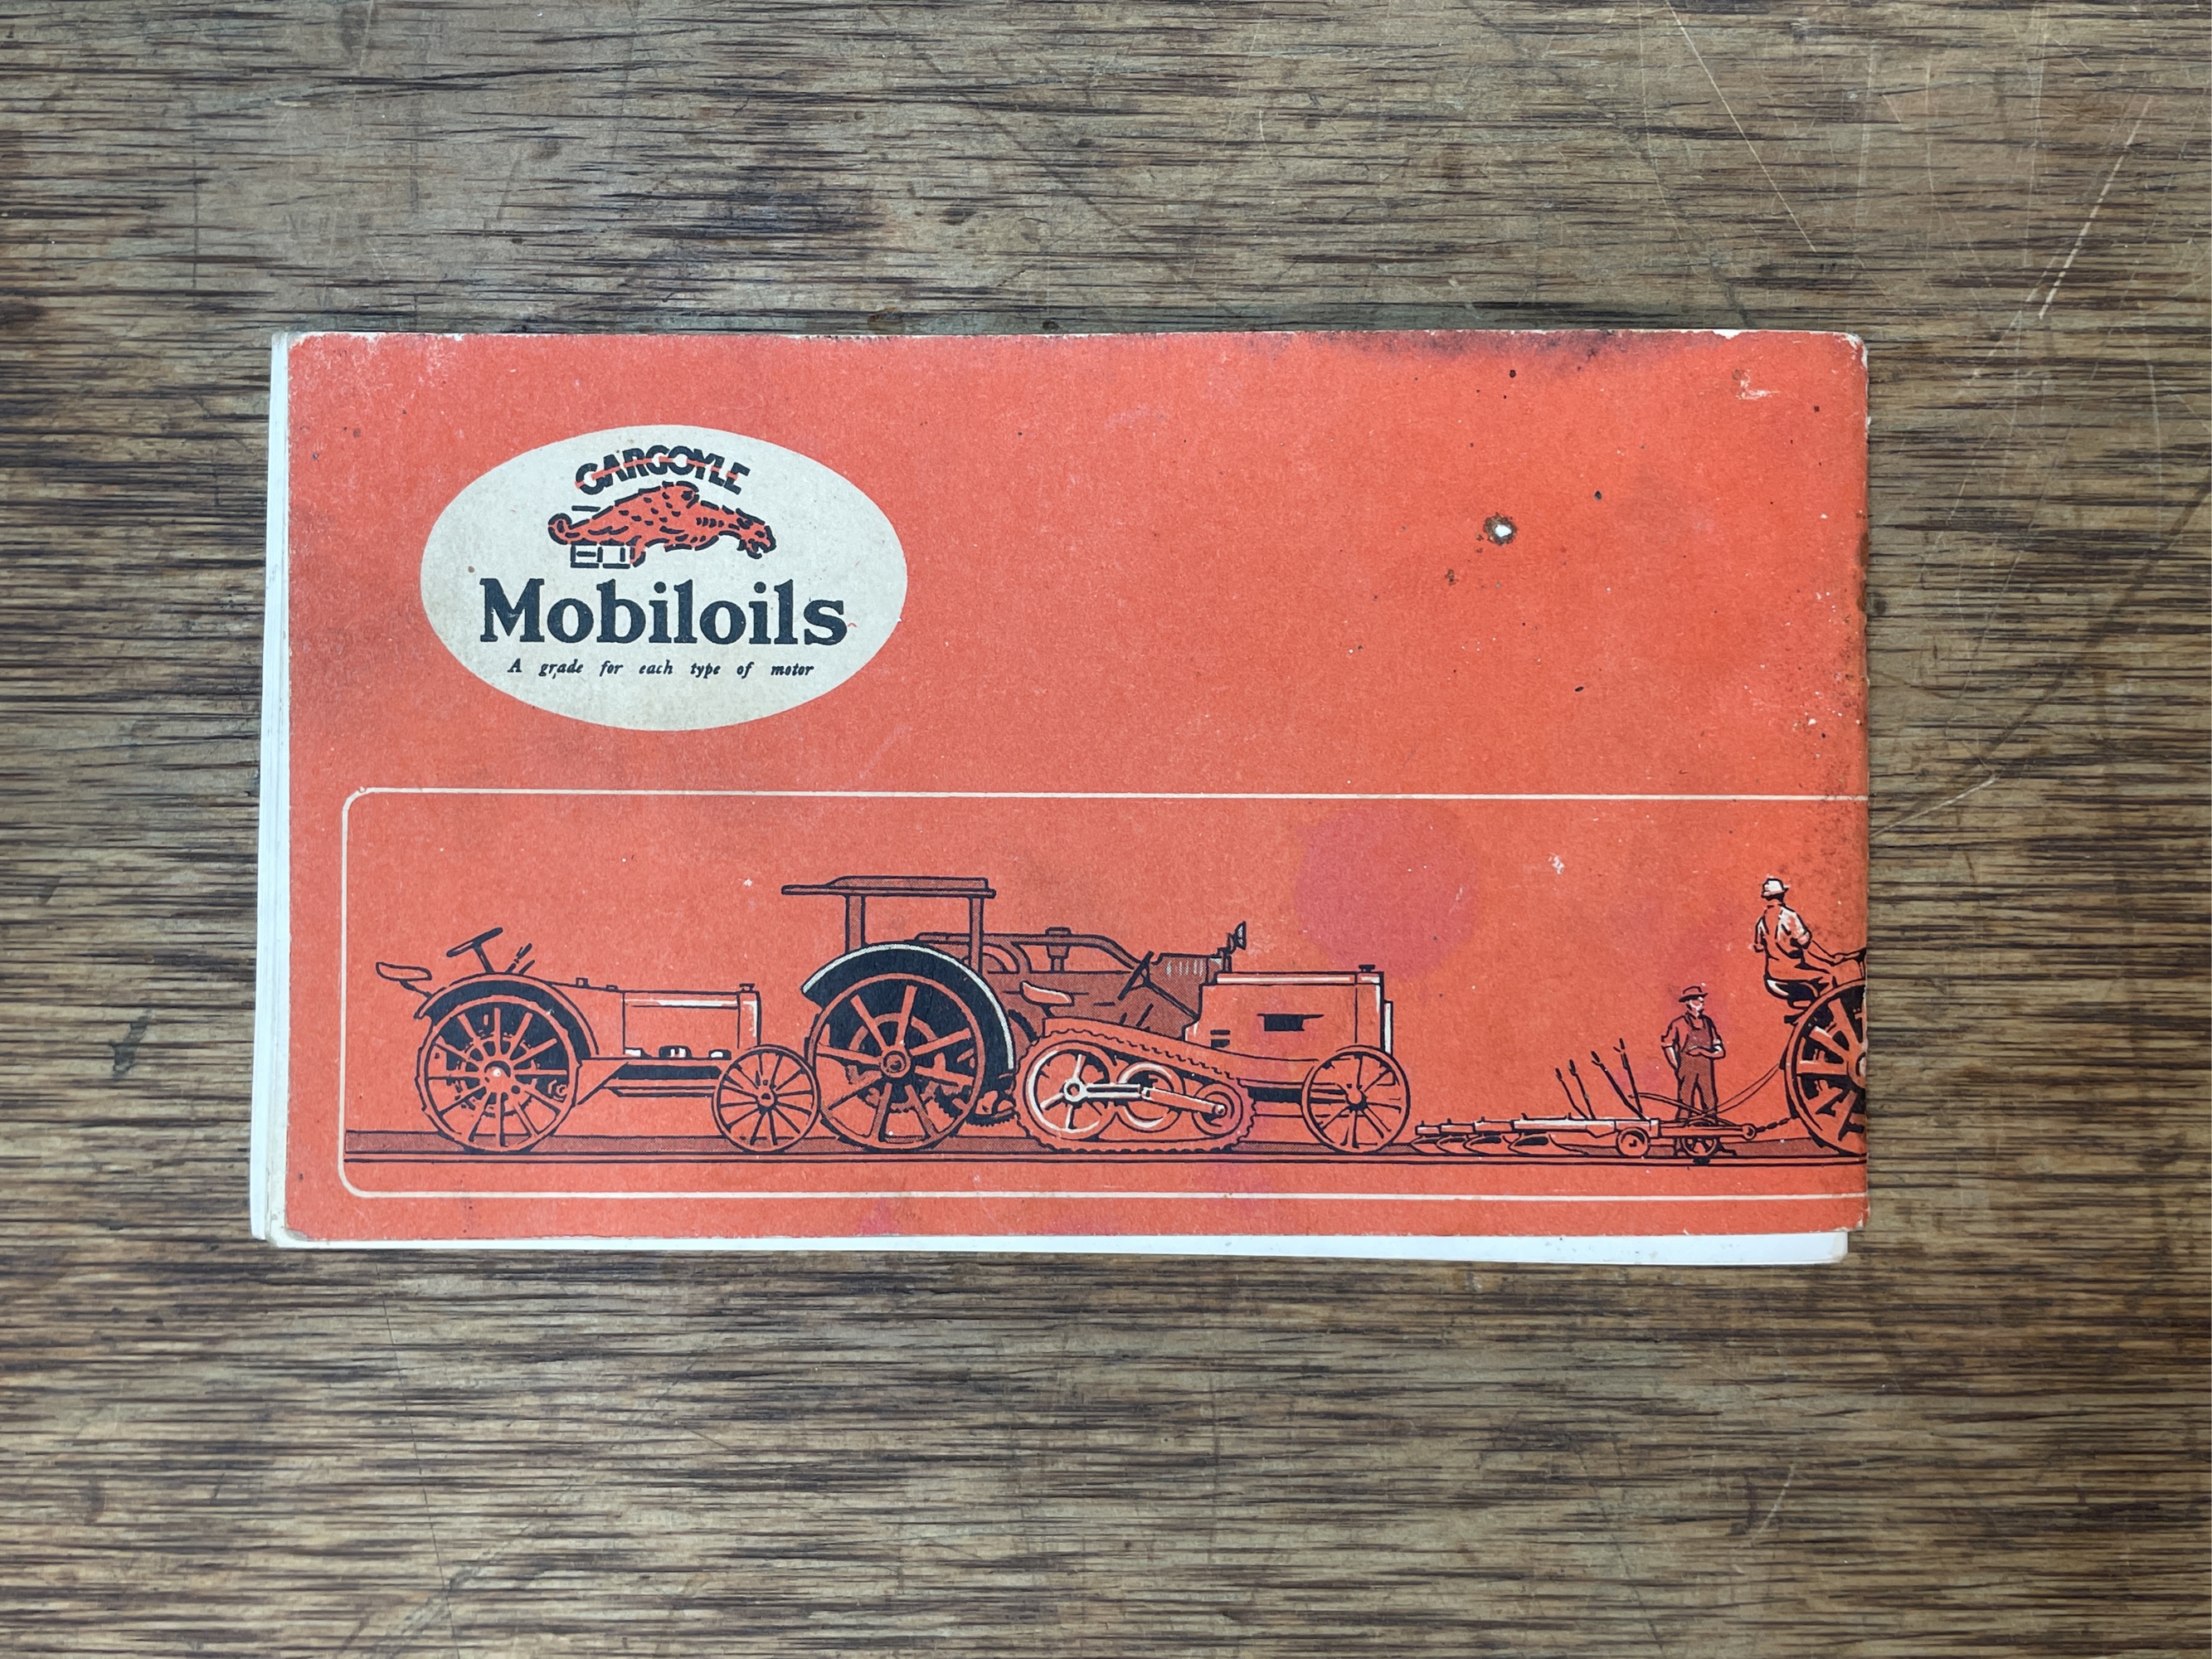 GARGOYLE
Mobiloils
A grade for each type of motor